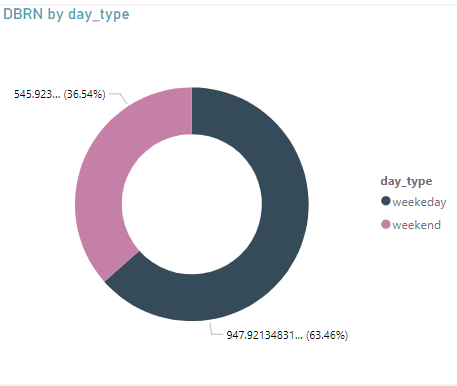 DBRN by day_type
545.923... (36.54%)
day_type
weekeday
weekend
947.92134831... (63.46%)